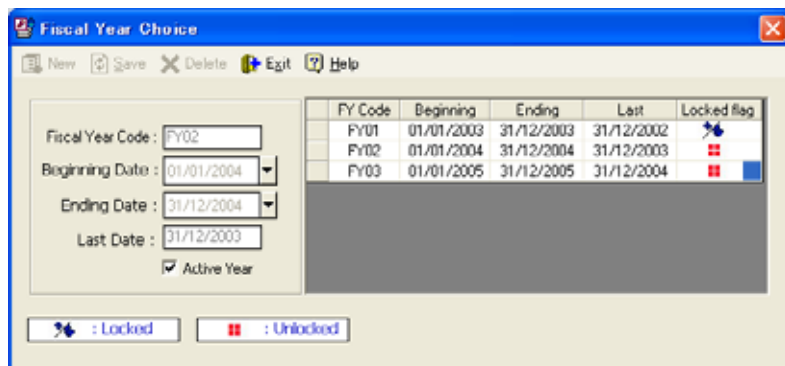 Fiscal Year Choice
New Save Delete Exit Help
Fiscal Year Code : FY02
Beginning Date : 01/01/2004
Ending Date : 31/12/2004
Last Date : 31/12/2003
Active Year
FY Code Beginning Ending Last Locked flag
FY01 01/01/2003 31/12/2003 31/12/2002
FY02 01/01/2004 31/12/2004 31/12/2003
FY03 01/01/2005 31/12/2005 31/12/2004
: Locked : Unlocked